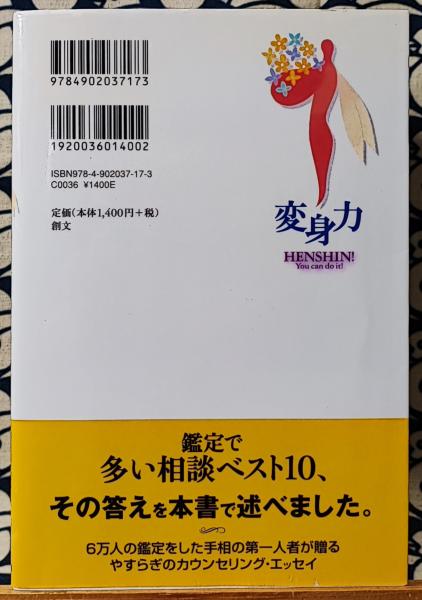 9784902037173
1920036014002
ISBN978-4-902037-17-3
C0036 ¥1400E
定価(本体1,400円+税)
創文
変身力
HENSHIN!
You can do it!
鑑定で
多い相談ベスト10、
その答えを本書で述べました。
6万人の鑑定をした手相の第一人者が贈る
やすらぎのカウンセリング・エッセイ